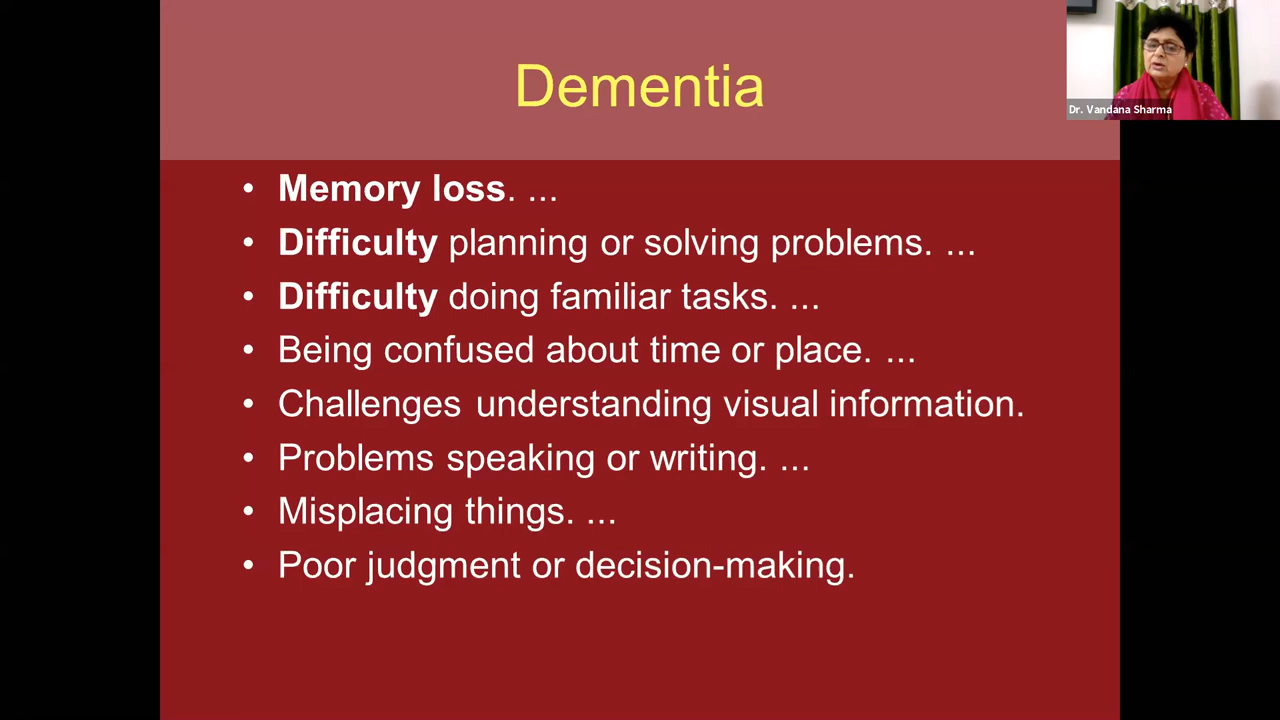 Dementia
Dr. Vandana Sharma
• Memory loss. ...
• Difficulty planning or solving problems. ...
• Difficulty doing familiar tasks. ...
• Being confused about time or place. ...
• Challenges understanding visual information.
• Problems speaking or writing. ...
• Misplacing things. ...
• Poor judgment or decision-making.